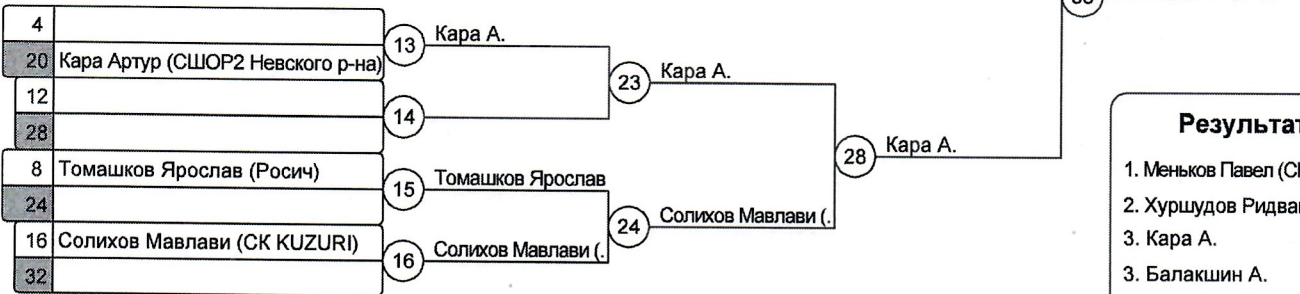 4
20 Кара Артур (СШОР2 Невского р-на)
13 Кара А.
12
28
14
23 Кара А.
8 Томашков Ярослав (Росич)
24
15 Томашков Ярослав
16 Солихов Мавлави (СК KUZURI)
32
16 Солихов Мавлави (.
24 Солихов Мавлави (.
28 Кара А.
Результат
1. Меньков Павел
2. Хуршудов
3. Кара А.
3. Балакшин А.